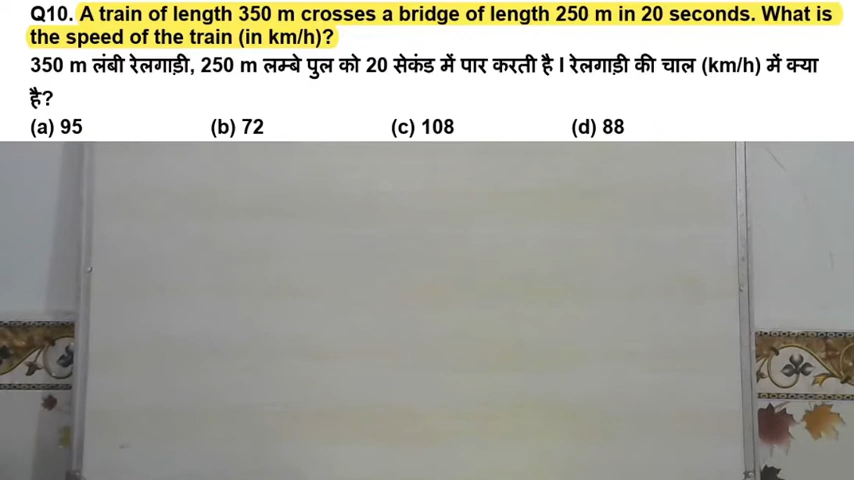 Q10. A train of length 350 m crosses a bridge of length 250 m in 20 seconds. What is
the speed of the train (in km/h)?
350 m लंबी रेलगाड़ी, 250 m लम्बे पुल को 20 सेकंड में पार करती है I रेलगाड़ी की चाल (km/h) में क्या
है?
(a) 95 (b) 72 (c) 108 (d) 88